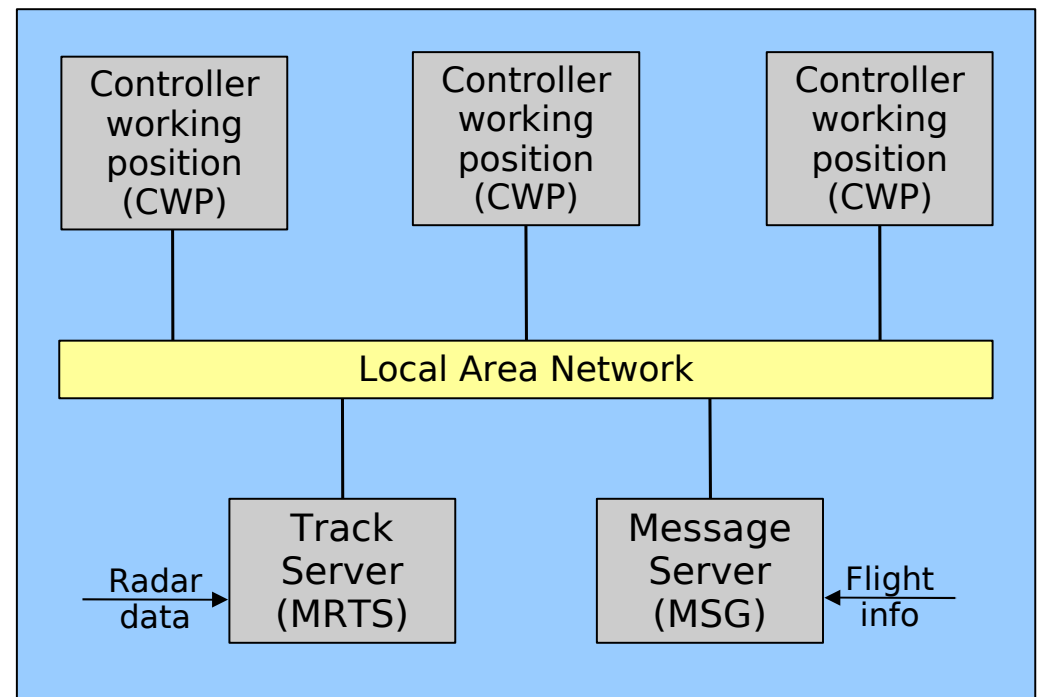 Controller
working
position
(CWP)
Controller
working
position
(CWP)
Controller
working
position
(CWP)
Local Area Network
Track
Server
(MRTS)
Message
Server
(MSG)
Radar
data
Flight
info